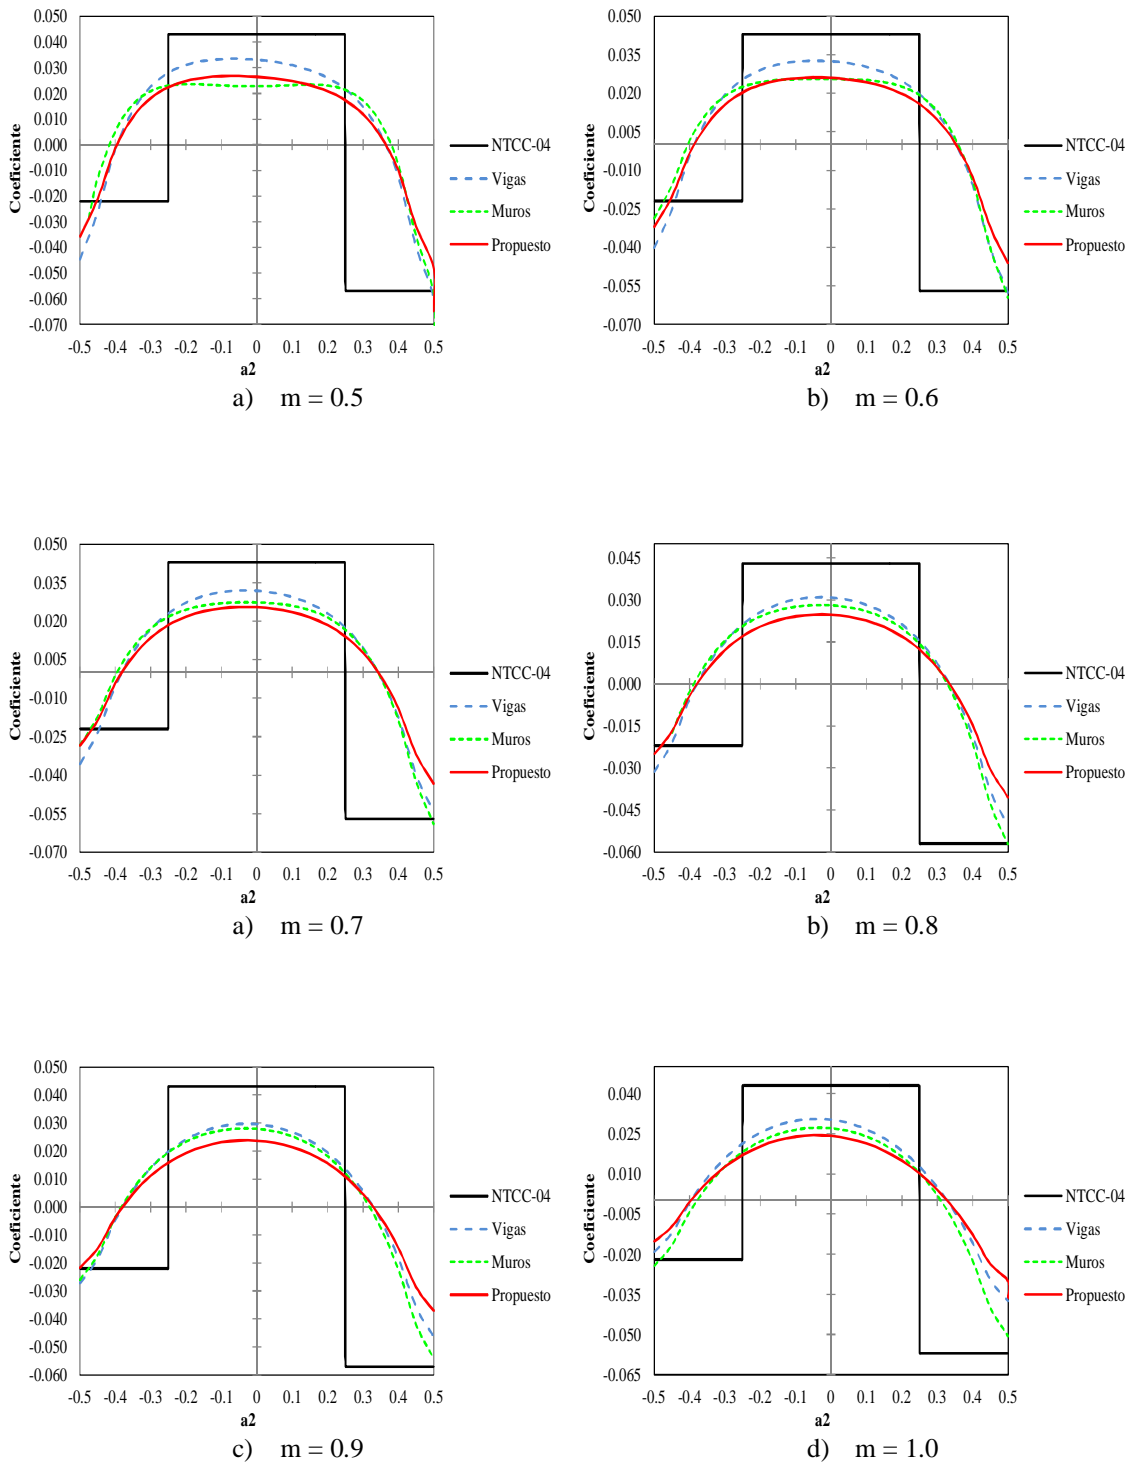 0.050
0.040
0.030
0.020
0.010
0.000
-0.010
-0.020
-0.030
-0.040
-0.050
-0.060
-0.070
Coeficiente
-0.5 -0.4 -0.3 -0.2 -0.1 0 0.1 0.2 0.3 0.4 0.5
a2
NTCC-04
Vigas
Muros
Propuesto
a) m = 0.5
0.050
0.035
0.020
0.005
-0.010
-0.025
-0.040
-0.055
-0.070
Coeficiente
-0.5 -0.4 -0.3 -0.2 -0.1 0 0.1 0.2 0.3 0.4 0.5
a2
NTCC-04
Vigas
Muros
Propuesto
b) m = 0.6
0.050
0.035
0.020
0.005
-0.010
-0.025
-0.040
-0.055
-0.070
Coeficiente
-0.5 -0.4 -0.3 -0.2 -0.1 0 0.1 0.2 0.3 0.4 0.5
a2
NTCC-04
Vigas
Muros
Propuesto
a) m = 0.7
0.045
0.030
0.015
0.000
-0.015
-0.030
-0.045
-0.060
Coeficiente
-0.5 -0.4 -0.3 -0.2 -0.1 0 0.1 0.2 0.3 0.4 0.5
a2
NTCC-04
Vigas
Muros
Propuesto
b) m = 0.8
0.050
0.040
0.030
0.020
0.010
0.000
-0.010
-0.020
-0.030
-0.040
-0.050
-0.060
Coeficiente
-0.5 -0.4 -0.3 -0.2 -0.1 0 0.1 0.2 0.3 0.4 0.5
a2
NTCC-04
Vigas
Muros
Propuesto
c) m = 0.9
0.040
0.025
0.010
-0.005
-0.020
-0.035
-0.050
-0.065
Coeficiente
-0.5 -0.4 -0.3 -0.2 -0.1 0 0.1 0.2 0.3 0.4 0.5
a2
NTCC-04
Vigas
Muros
Propuesto
d) m = 1.0